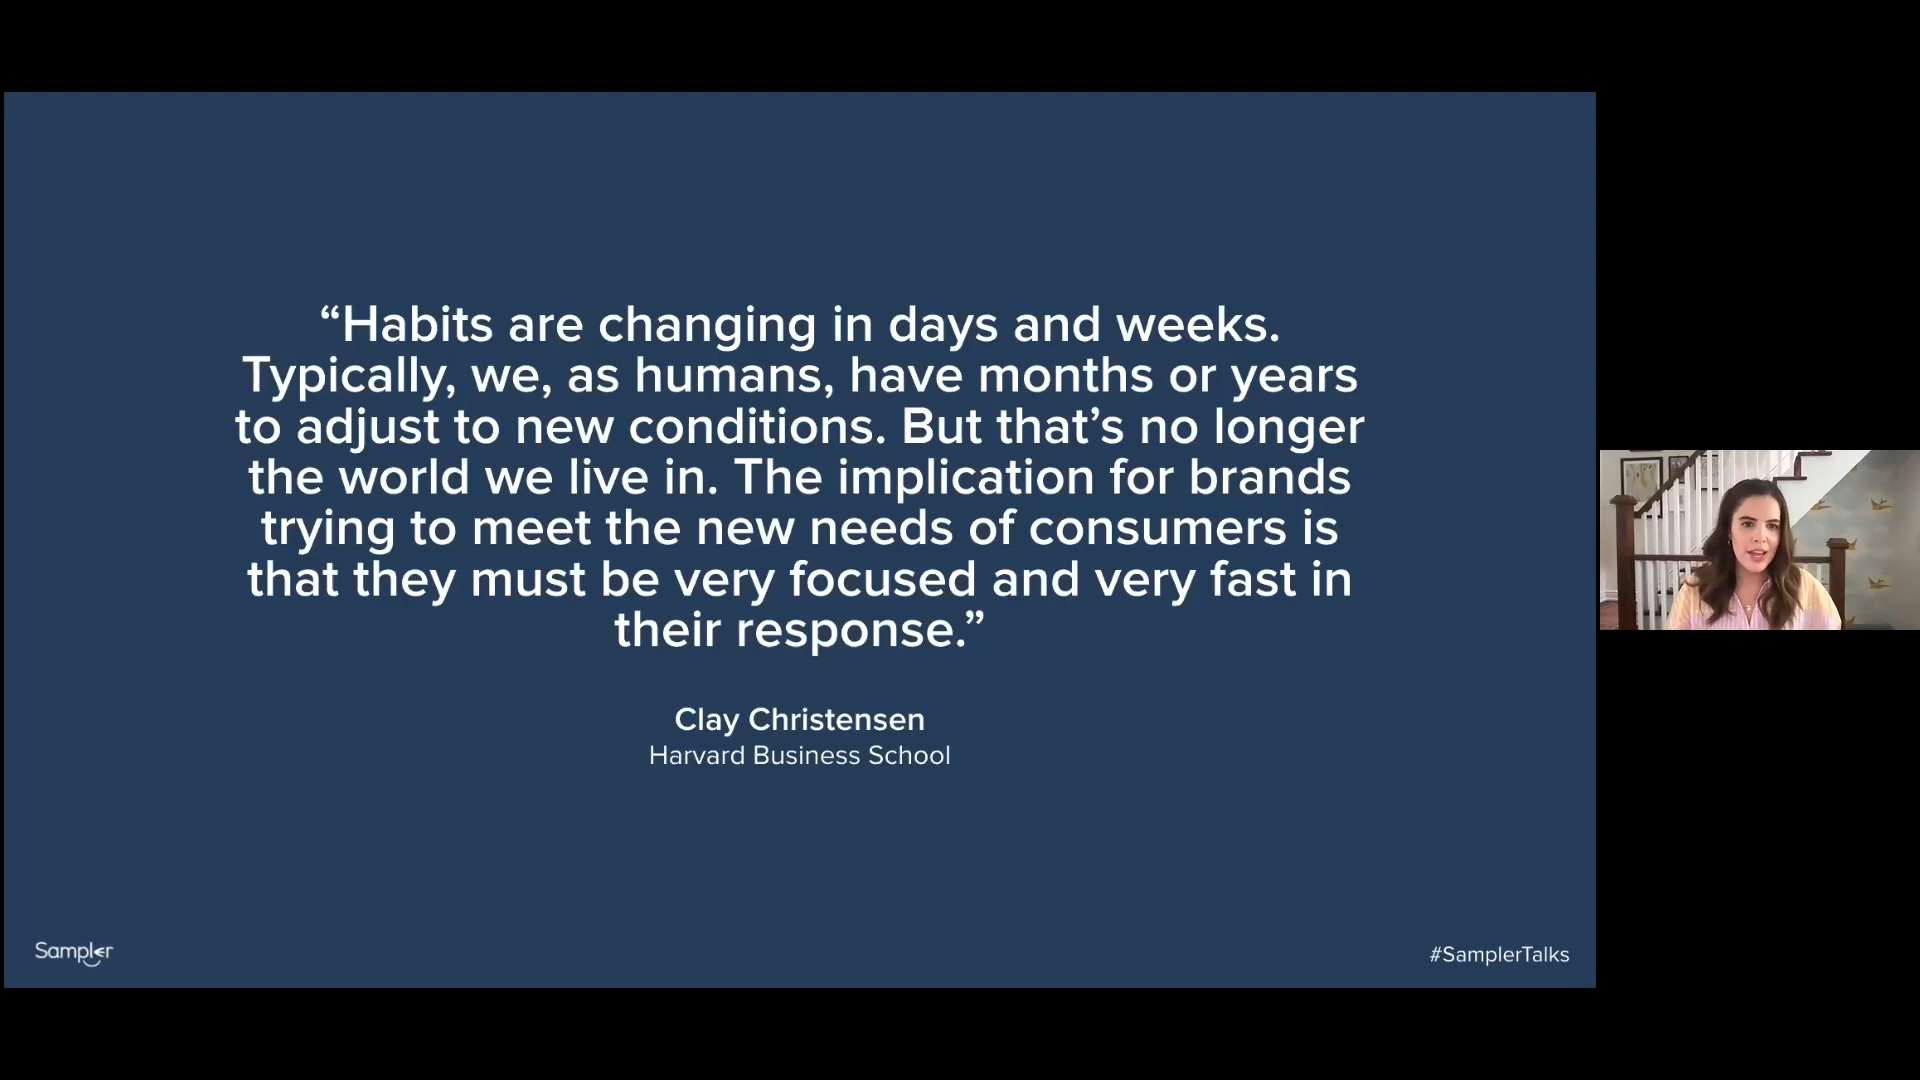 “Habits are changing in days and weeks.
Typically, we, as humans, have months or years
to adjust to new conditions. But that’s no longer
the world we live in. The implication for brands
trying to meet the new needs of consumers is
that they must be very focused and very fast in
their response.”
Clay Christensen
Harvard Business School
Sampler
#SamplerTalks